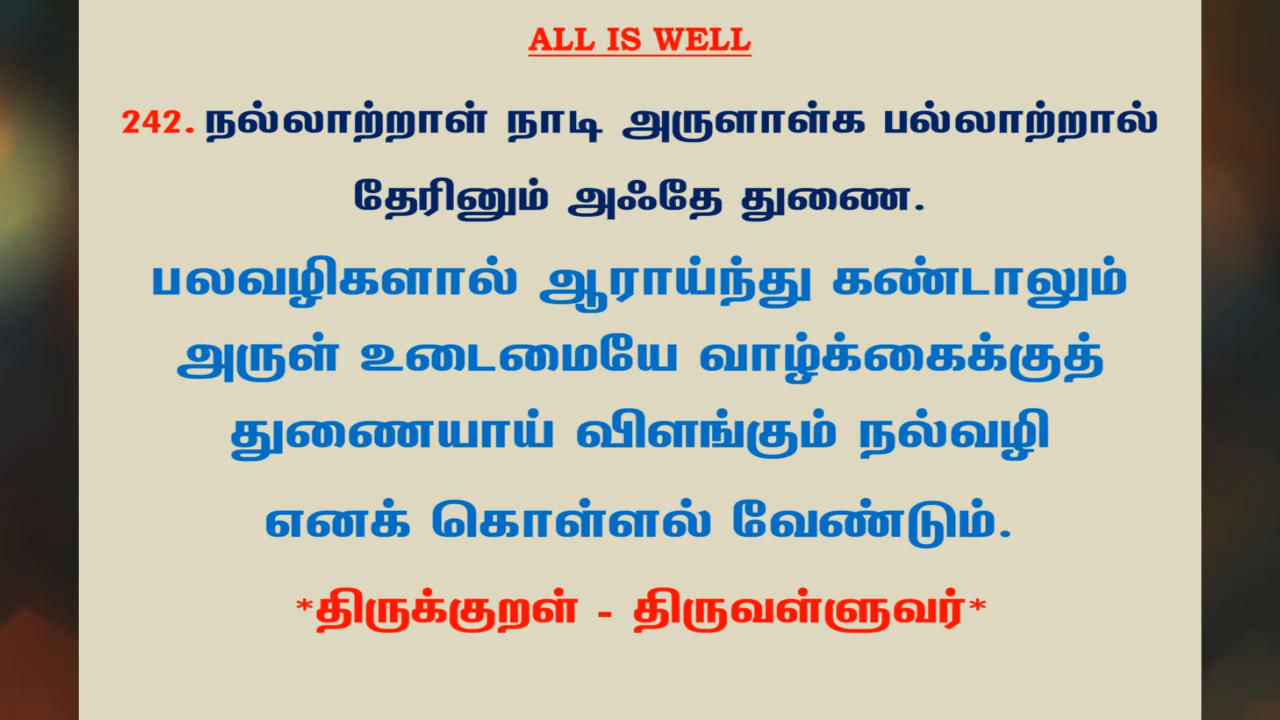 ALL IS WELL
242. நல்லாற்றாள் நாடி அருளாள்க பல்லாற்றால்
தேரினும் அஃதே துணை.
பலவழிகளால் ஆராய்ந்து கண்டாலும்
அருள் உடைமையே வாழ்க்கைக்குத்
துணையாய் விளங்கும் நல்வழி
எனக் கொள்ளல் வேண்டும்.
*திருக்குறள் - திருவள்ளுவர்*